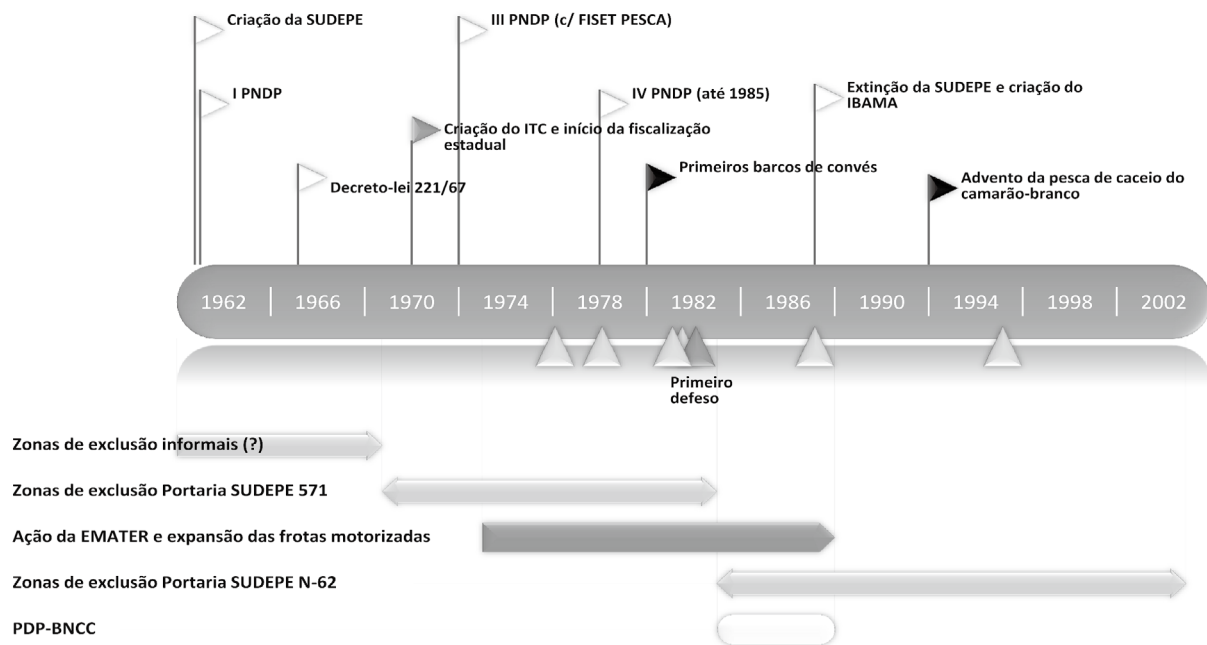 Criação da SUDEPE
III PNDP (c/ FISET PESCA)
I PNDP
IV PNDP (até 1985)
Extinção da SUDEPE e criação do
IBAMA
Criação do ITC e início da fiscalização
estadual
Primeiros barcos de convés
Decreto-lei 221/67
Advento da pesca de caceio do
camarão-branco
1962 1966 1970 1974 1978 1982 1986 1990 1994 1998 2002
Primeiro
defeso
Zonas de exclusão informais (?)
Zonas de exclusão Portaria SUDEPE 571
Ação da EMATER e expansão das frotas motorizadas
Zonas de exclusão Portaria SUDEPE N-62
PDP-BNCC